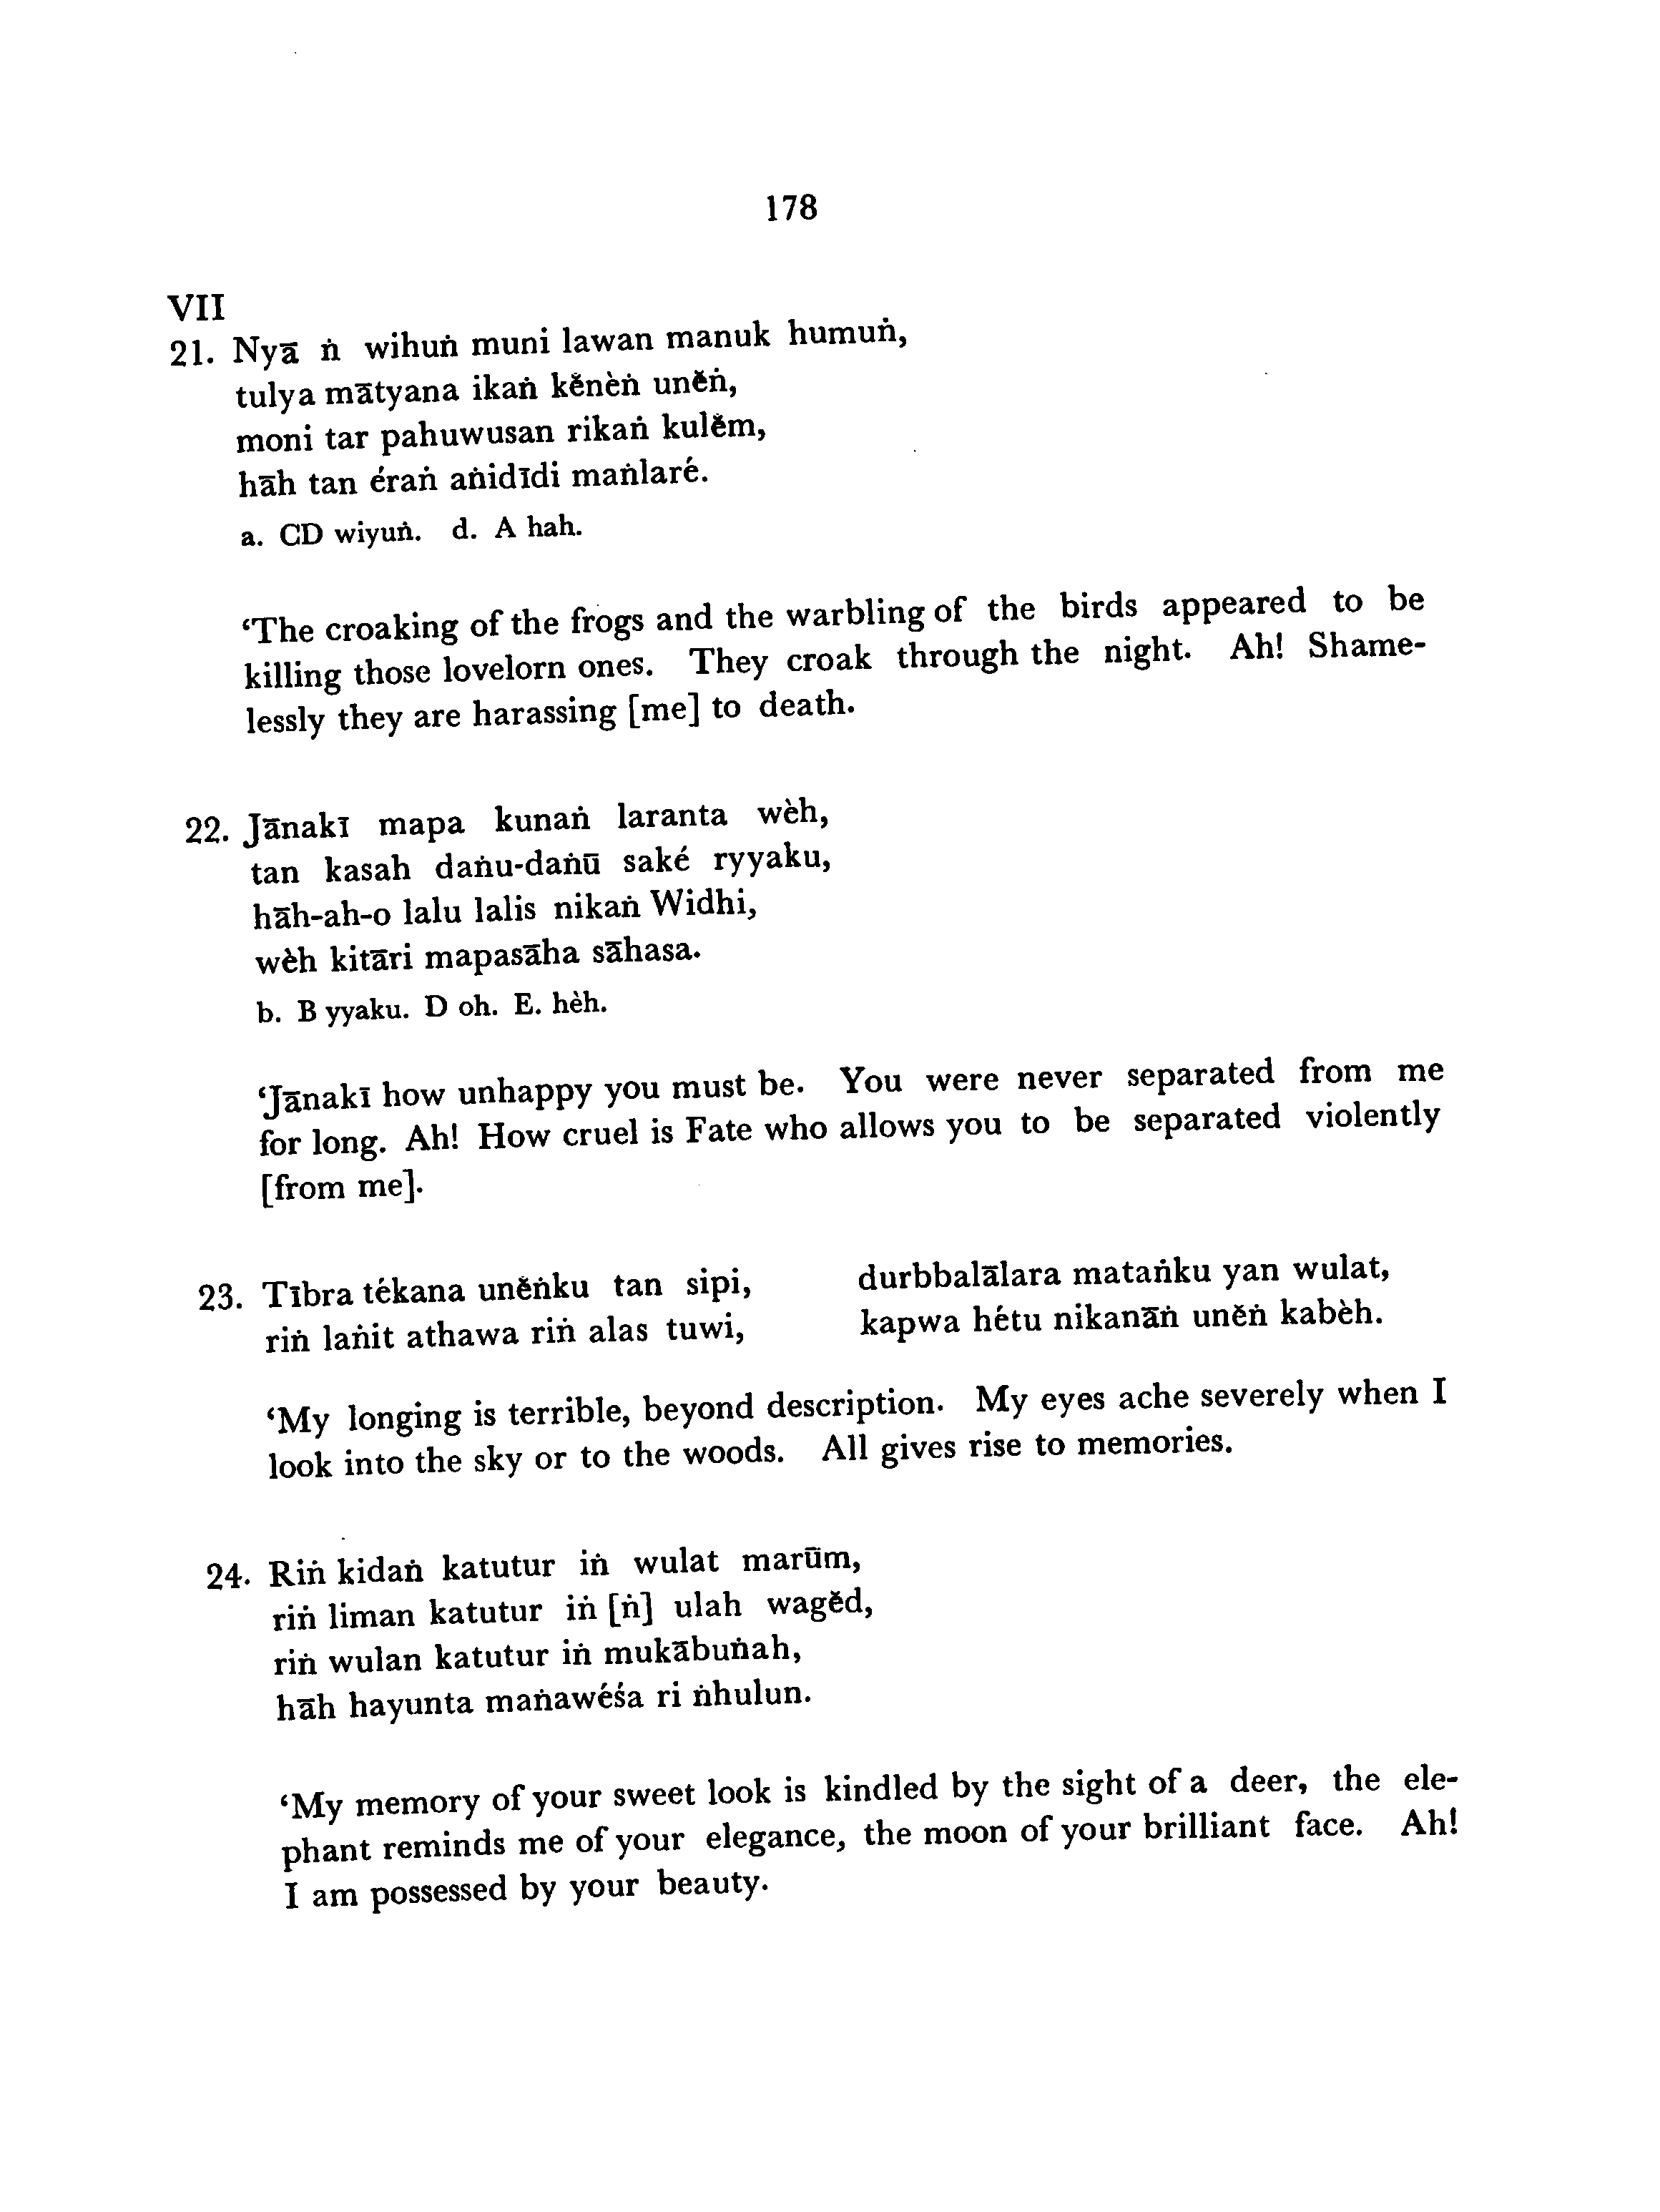 178
VII
21. Nyā ṅ wihuṅ muni lawan manuk humuṅ,
tulya mātyana ikaṅ kĕnèṅ unĕṅ,
moni tar pahuwusan rikaṅ kulĕm,
hāh tan éraṅ aṅidīdi maṅlaré.
a. CD wiyuṅ. d. A hah.
‘The croaking of the frogs and the warbling of the birds appeared to be
killing those lovelorn ones. They croak through the night. Ah! Shame-
lessly they are harassing [me] to death.
22. Jānakī mapa kunaṅ laranta wèh,
tan kasah daṅu-daṅū saké ryyaku,
hāh-ah-o lalu lalis nikaṅ Widhi,
wèh kitāri mapasāha sāhasa.
b. B yyaku. D oh. E. hèh.
‘Jānakī how unhappy you must be. You were never separated from me
for long. Ah! How cruel is Fate who allows you to be separated violently
[from me].
23. Tībra tékana unĕṅku tan sipi, durbbalālara mataṅku yan wulat,
riṅ laṅit athawa riṅ alas tuwi, kapwa hétu nikanāṅ unĕṅ kabèh.
‘My longing is terrible, beyond description. My eyes ache severely when I
look into the sky or to the woods. All gives rise to memories.
24. Riṅ kidaṅ katutur iṅ wulat marūm,
riṅ liman katutur iṅ [ṅ] ulah wagĕd,
riṅ wulan katutur iṅ mukābuṅah,
hāh hayunta maṅawéśa ri ṅhulun.
‘My memory of your sweet look is kindled by the sight of a deer, the ele-
phant reminds me of your elegance, the moon of your brilliant face. Ah!
I am possessed by your beauty.